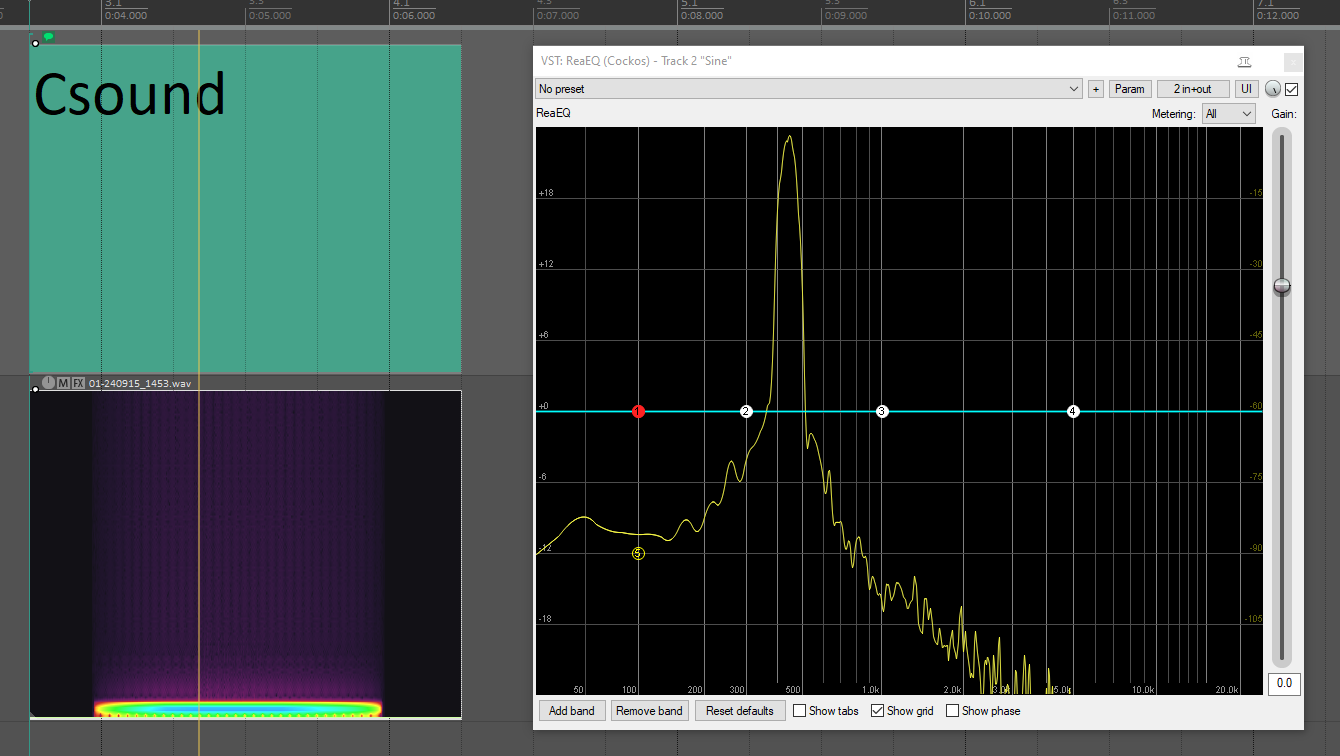 3.1 3.3 4.1 4.3 5.1 5.3 6.1 6.3 7.1
0:04.000 0:05.000 0:06.000 0:07.000 0:08.000 0:09.000 0:10.000 0:11.000 0:12.000
Csound
M FX 01-240915_1453.wav
VST: ReaEQ (Cockos) - Track 2 "Sine"
No preset + Param 2 in+out UI
ReaEQ Metering: All Gain:
+18 -15
+12 -30
+6 -45
+0 -60
1 2 3 4
-6 -75
-12 -90
5
-18 -105
50 100 200 300 500 1.0k 2.0k 3.0k 5.0k 10.0k 20.0k
0.0
Add band Remove band Reset defaults Show tabs Show grid Show phase